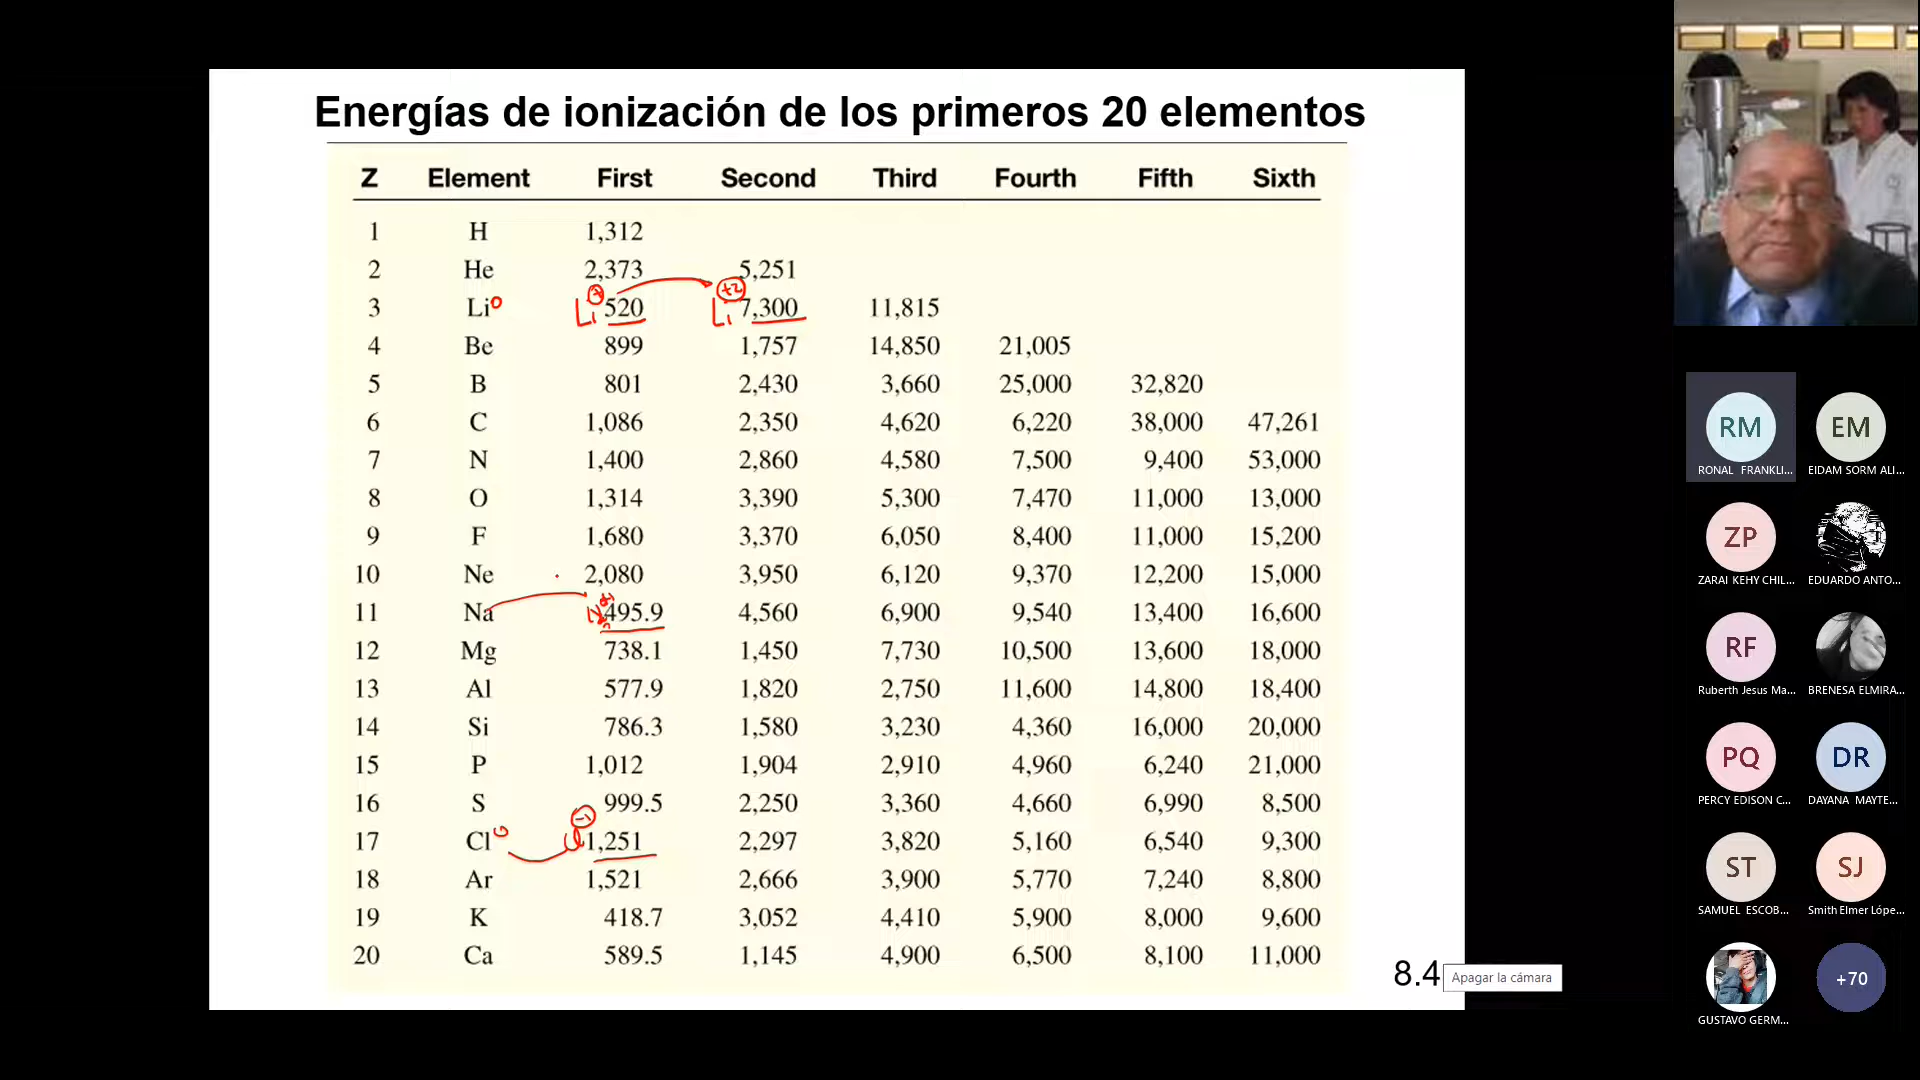 Energías de ionización de los primeros 20 elementos
Z Element First Second Third Fourth Fifth Sixth
1 H 1,312
2 He 2,373 5,251
3 Li⁰ Li⁺ 520 Li⁺² 7,300 11,815
4 Be 899 1,757 14,850 21,005
5 B 801 2,430 3,660 25,000 32,820
6 C 1,086 2,350 4,620 6,220 38,000 47,261
7 N 1,400 2,860 4,580 7,500 9,400 53,000
8 O 1,314 3,390 5,300 7,470 11,000 13,000
9 F 1,680 3,370 6,050 8,400 11,000 15,200
10 Ne 2,080 3,950 6,120 9,370 12,200 15,000
11 Na 495.9 4,560 6,900 9,540 13,400 16,600
12 Mg 738.1 1,450 7,730 10,500 13,600 18,000
13 Al 577.9 1,820 2,750 11,600 14,800 18,400
14 Si 786.3 1,580 3,230 4,360 16,000 20,000
15 P 1,012 1,904 2,910 4,960 6,240 21,000
16 S 999.5 2,250 3,360 4,660 6,990 8,500
17 Cl⁰ Cl⁻¹ 1,251 2,297 3,820 5,160 6,540 9,300
18 Ar 1,521 2,666 3,900 5,770 7,240 8,800
19 K 418.7 3,052 4,410 5,900 8,000 9,600
20 Ca 589.5 1,145 4,900 6,500 8,100 11,000
8.4
Apagar la cámara
RM EM
RONAL FRANKLI... EIDAM SORM ALI...
ZP
ZARAI KEHY CHIL... EDUARDO ANTO...
RF
Ruberth Jesus Ma... BRENESA ELMIRA...
PQ DR
PERCY EDISON C... DAYANA MAYTE...
ST SJ
SAMUEL ESCOB... Smith Elmer Lópe...
+70
GUSTAVO GERM...